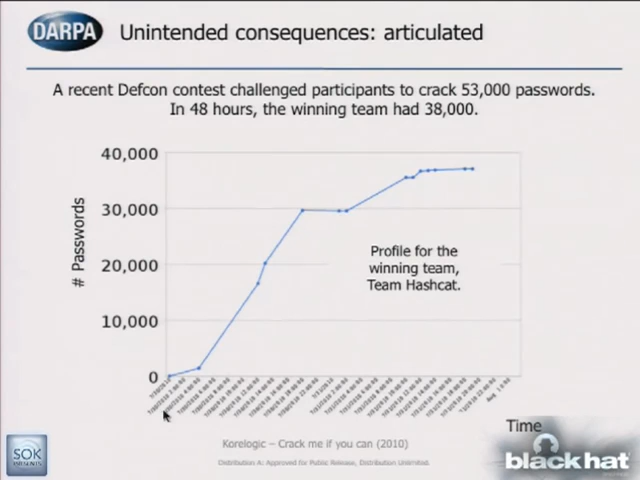 DARPA
Unintended consequences: articulated
A recent Defcon contest challenged participants to crack 53,000 passwords.
In 48 hours, the winning team had 38,000.
40,000
30,000
20,000
10,000
0
# Passwords
Profile for the
winning team,
Team Hashcat.
Time
Korelogic – Crack me if you can (2010)
Distribution A: Approved for Public Release, Distribution Unlimited.
SOK
PRESENTS
black hat